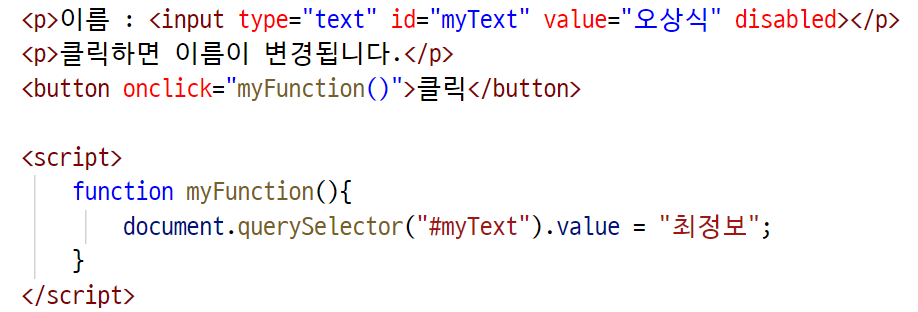 <p>이름 : <input type="text" id="myText" value="오상식" disabled></p>
<p>클릭하면 이름이 변경됩니다.</p>
<button onclick="myFunction()">클릭</button>
<script>
function myFunction(){
document.querySelector("#myText").value = "최정보";
}
</script>